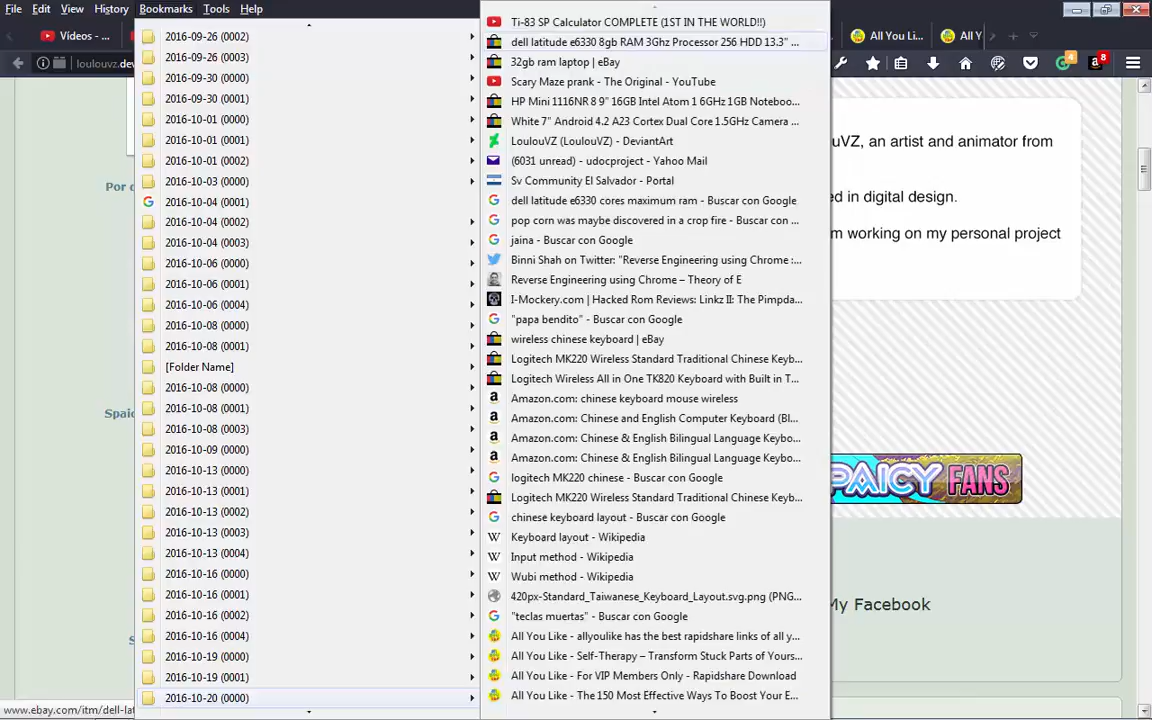 File Edit View History Bookmarks Tools Help
Vídeos - ...
All You Li...
All Y
4
8
loulouvz.dev
2016-09-26 (0002)
2016-09-26 (0003)
2016-09-30 (0000)
2016-09-30 (0001)
2016-10-01 (0000)
2016-10-01 (0001)
2016-10-01 (0002)
2016-10-03 (0000)
2016-10-04 (0001)
2016-10-04 (0002)
2016-10-04 (0003)
2016-10-06 (0000)
2016-10-06 (0001)
2016-10-06 (0004)
2016-10-08 (0000)
2016-10-08 (0001)
[Folder Name]
2016-10-08 (0000)
2016-10-08 (0001)
2016-10-08 (0003)
2016-10-09 (0000)
2016-10-13 (0000)
2016-10-13 (0001)
2016-10-13 (0002)
2016-10-13 (0003)
2016-10-13 (0004)
2016-10-16 (0000)
2016-10-16 (0001)
2016-10-16 (0002)
2016-10-16 (0004)
2016-10-19 (0000)
2016-10-19 (0001)
2016-10-20 (0000)
Ti-83 SP Calculator COMPLETE (1ST IN THE WORLD!!)
dell latitude e6330 8gb RAM 3Ghz Processor 256 HDD 13.3" ...
32gb ram laptop | eBay
Scary Maze prank - The Original - YouTube
HP Mini 1116NR 8 9" 16GB Intel Atom 1 6GHz 1GB Noteboo...
White 7" Android 4.2 A23 Cortex Dual Core 1.5GHz Camera ...
LoulouVZ (LoulouVZ) - DeviantArt
(6031 unread) - udocproject - Yahoo Mail
Sv Community El Salvador - Portal
dell latitude e6330 cores maximum ram - Buscar con Google
pop corn was maybe discovered in a crop fire - Buscar con ...
jaina - Buscar con Google
Binni Shah on Twitter: "Reverse Engineering using Chrome :...
Reverse Engineering using Chrome – Theory of E
I-Mockery.com | Hacked Rom Reviews: Linkz II: The Pimpda...
"papa bendito" - Buscar con Google
wireless chinese keyboard | eBay
Logitech MK220 Wireless Standard Traditional Chinese Keyb...
Logitech Wireless All in One TK820 Keyboard with Built in T...
Amazon.com: chinese keyboard mouse wireless
Amazon.com: Chinese and English Computer Keyboard (Bl...
Amazon.com: Chinese & English Bilingual Language Keybo...
Amazon.com: Chinese & English Bilingual Language Keybo...
logitech MK220 chinese - Buscar con Google
Logitech MK220 Wireless Standard Traditional Chinese Keyb...
chinese keyboard layout - Buscar con Google
Keyboard layout - Wikipedia
Input method - Wikipedia
Wubi method - Wikipedia
420px-Standard_Taiwanese_Keyboard_Layout.svg.png (PNG...
"teclas muertas" - Buscar con Google
All You Like - allyoulike has the best rapidshare links of all y...
All You Like - Self-Therapy – Transform Stuck Parts of Yours...
All You Like - For VIP Members Only - Rapidshare Download
All You Like - The 150 Most Effective Ways To Boost Your E...
uVZ, an artist and animator from
ed in digital design.
m working on my personal project
Por d
Spaic
S
PAICY FANS
My Facebook
www.ebay.com/itm/dell-lat